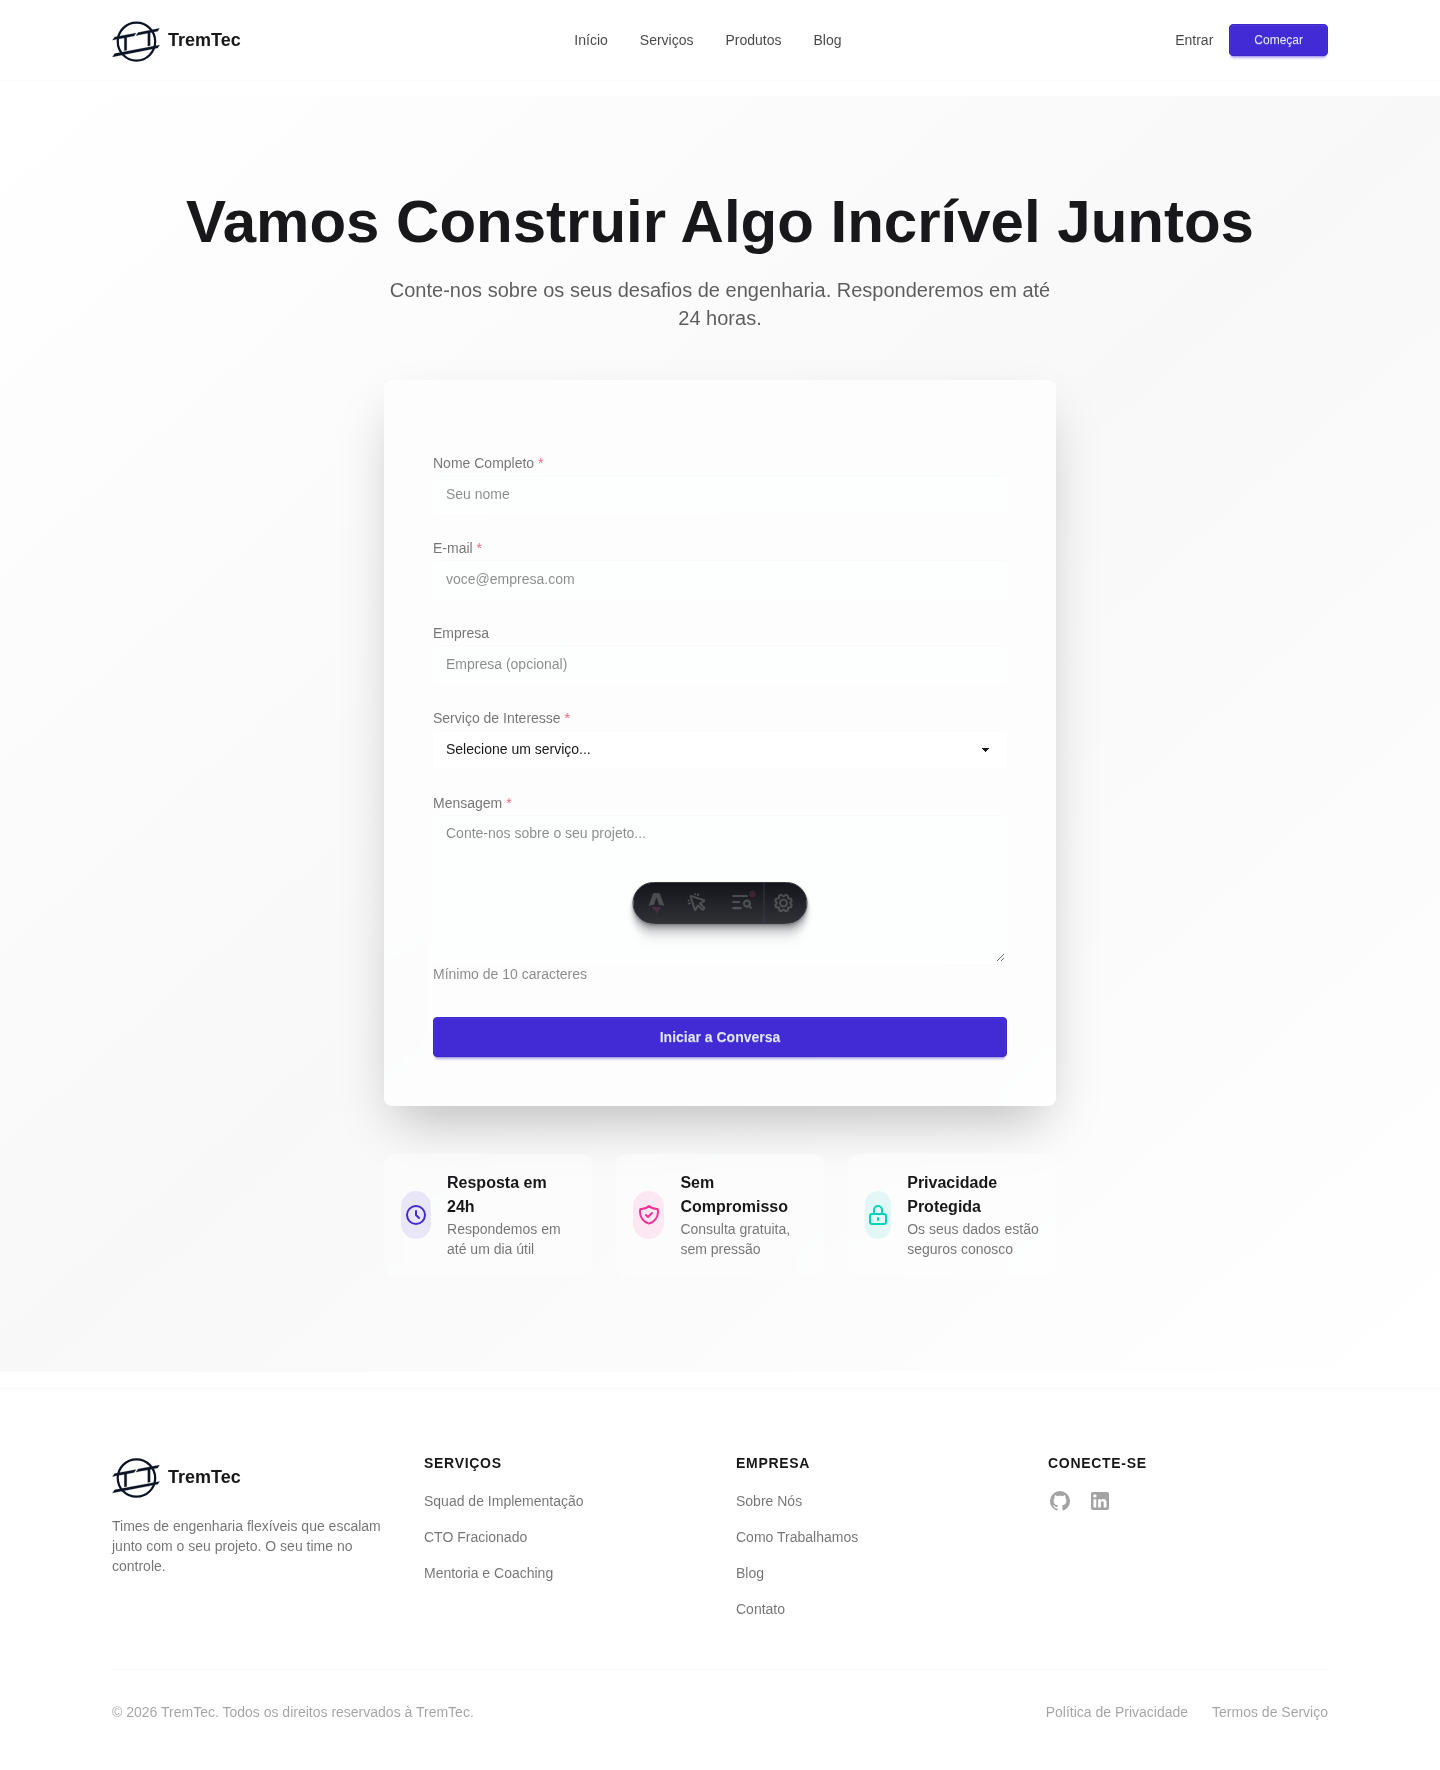 TremTec
Início
Serviços
Produtos
Blog
Entrar
Começar
Vamos Construir Algo Incrível Juntos
Conte-nos sobre os seus desafios de engenharia. Responderemos em até
24 horas.
Nome Completo *
Seu nome
E-mail *
voce@empresa.com
Empresa
Empresa (opcional)
Serviço de Interesse *
Selecione um serviço...
Mensagem *
Conte-nos sobre o seu projeto...
Mínimo de 10 caracteres
Iniciar a Conversa
Resposta em
24h
Respondemos em
até um dia útil
Sem
Compromisso
Consulta gratuita,
sem pressão
Privacidade
Protegida
Os seus dados estão
seguros conosco
TremTec
Times de engenharia flexíveis que escalam
junto com o seu projeto. O seu time no
controle.
SERVIÇOS
Squad de Implementação
CTO Fracionado
Mentoria e Coaching
EMPRESA
Sobre Nós
Como Trabalhamos
Blog
Contato
CONECTE-SE
© 2026 TremTec. Todos os direitos reservados à TremTec.
Política de Privacidade
Termos de Serviço